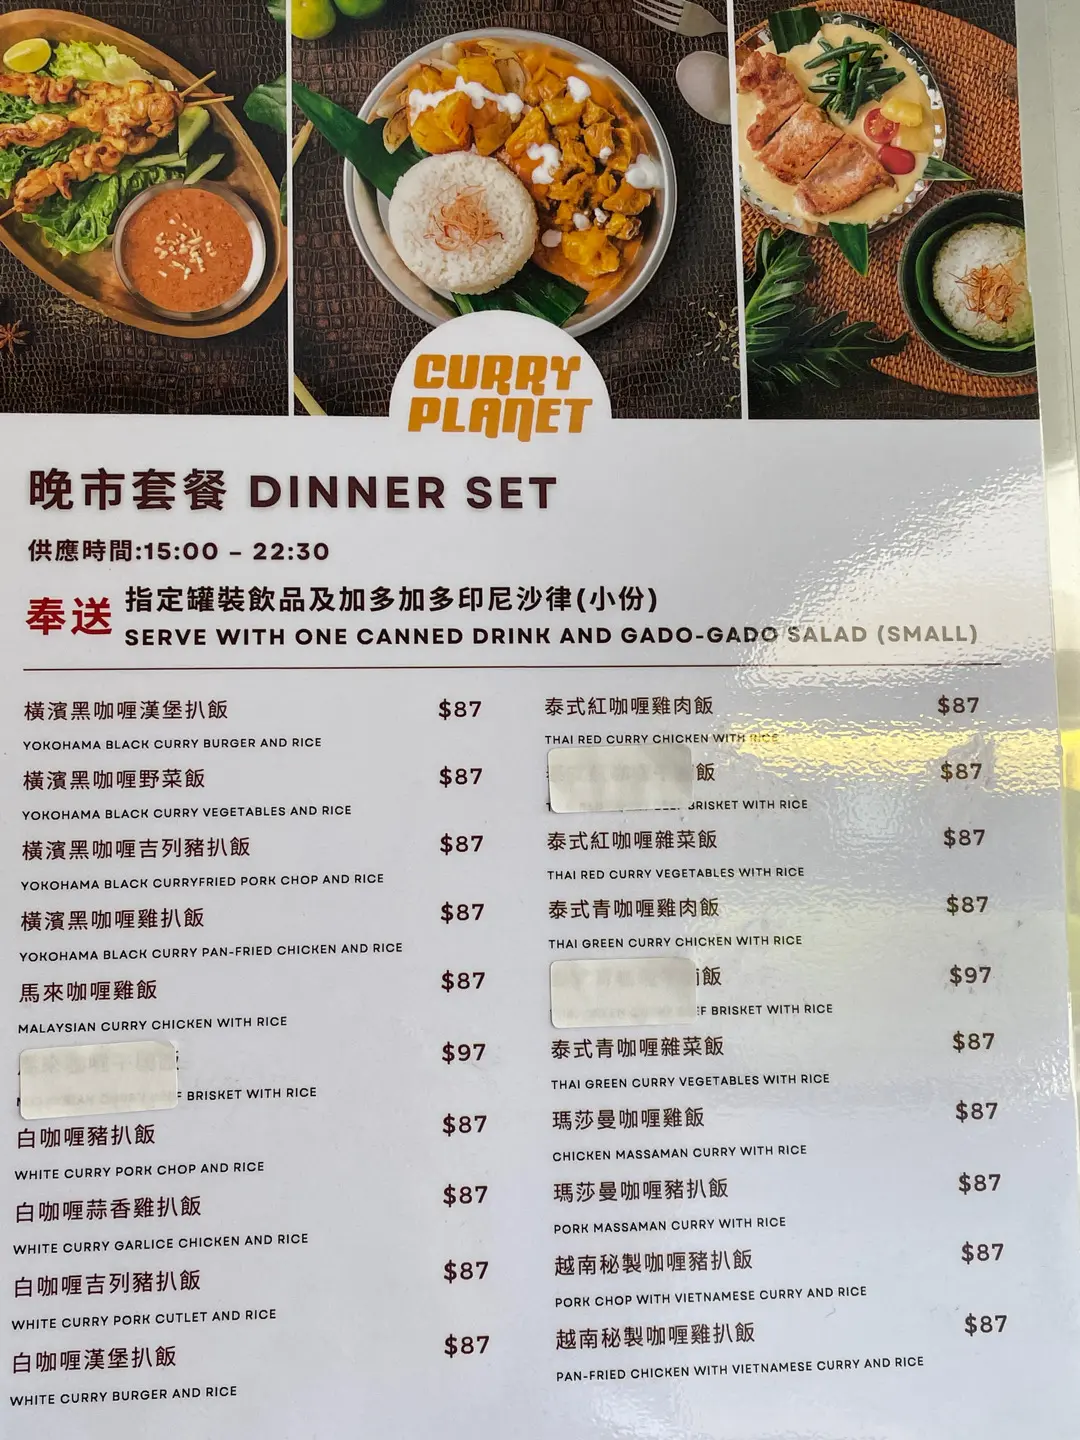 CURRY
PLANET
晚市套餐 DINNER SET
供應時間:15:00 – 22:30
奉送
指定罐裝飲品及加多加多印尼沙律(小份)
SERVE WITH ONE CANNED DRINK AND GADO-GADO SALAD (SMALL)
橫濱黑咖喱漢堡扒飯 $87
YOKOHAMA BLACK CURRY BURGER AND RICE
橫濱黑咖喱野菜飯 $87
YOKOHAMA BLACK CURRY VEGETABLES AND RICE
橫濱黑咖喱吉列豬扒飯 $87
YOKOHAMA BLACK CURRYFRIED PORK CHOP AND RICE
橫濱黑咖喱雞扒飯 $87
YOKOHAMA BLACK CURRY PAN-FRIED CHICKEN AND RICE
馬來咖喱雞飯 $87
MALAYSIAN CURRY CHICKEN WITH RICE
$97
BRISKET WITH RICE
白咖喱豬扒飯 $87
WHITE CURRY PORK CHOP AND RICE
白咖喱蒜香雞扒飯 $87
WHITE CURRY GARLICE CHICKEN AND RICE
白咖喱吉列豬扒飯 $87
WHITE CURRY PORK CUTLET AND RICE
白咖喱漢堡扒飯 $87
WHITE CURRY BURGER AND RICE
泰式紅咖喱雞肉飯 $87
THAI RED CURRY CHICKEN WITH RICE
飯 $87
BRISKET WITH RICE
泰式紅咖喱雜菜飯 $87
THAI RED CURRY VEGETABLES WITH RICE
泰式青咖喱雞肉飯 $87
THAI GREEN CURRY CHICKEN WITH RICE
飯 $97
BRISKET WITH RICE
泰式青咖喱雜菜飯 $87
THAI GREEN CURRY VEGETABLES WITH RICE
瑪莎曼咖喱雞飯 $87
CHICKEN MASSAMAN CURRY WITH RICE
瑪莎曼咖喱豬扒飯 $87
PORK MASSAMAN CURRY WITH RICE
越南秘製咖喱豬扒飯 $87
PORK CHOP WITH VIETNAMESE CURRY AND RICE
越南秘製咖喱雞扒飯 $87
PAN-FRIED CHICKEN WITH VIETNAMESE CURRY AND RICE